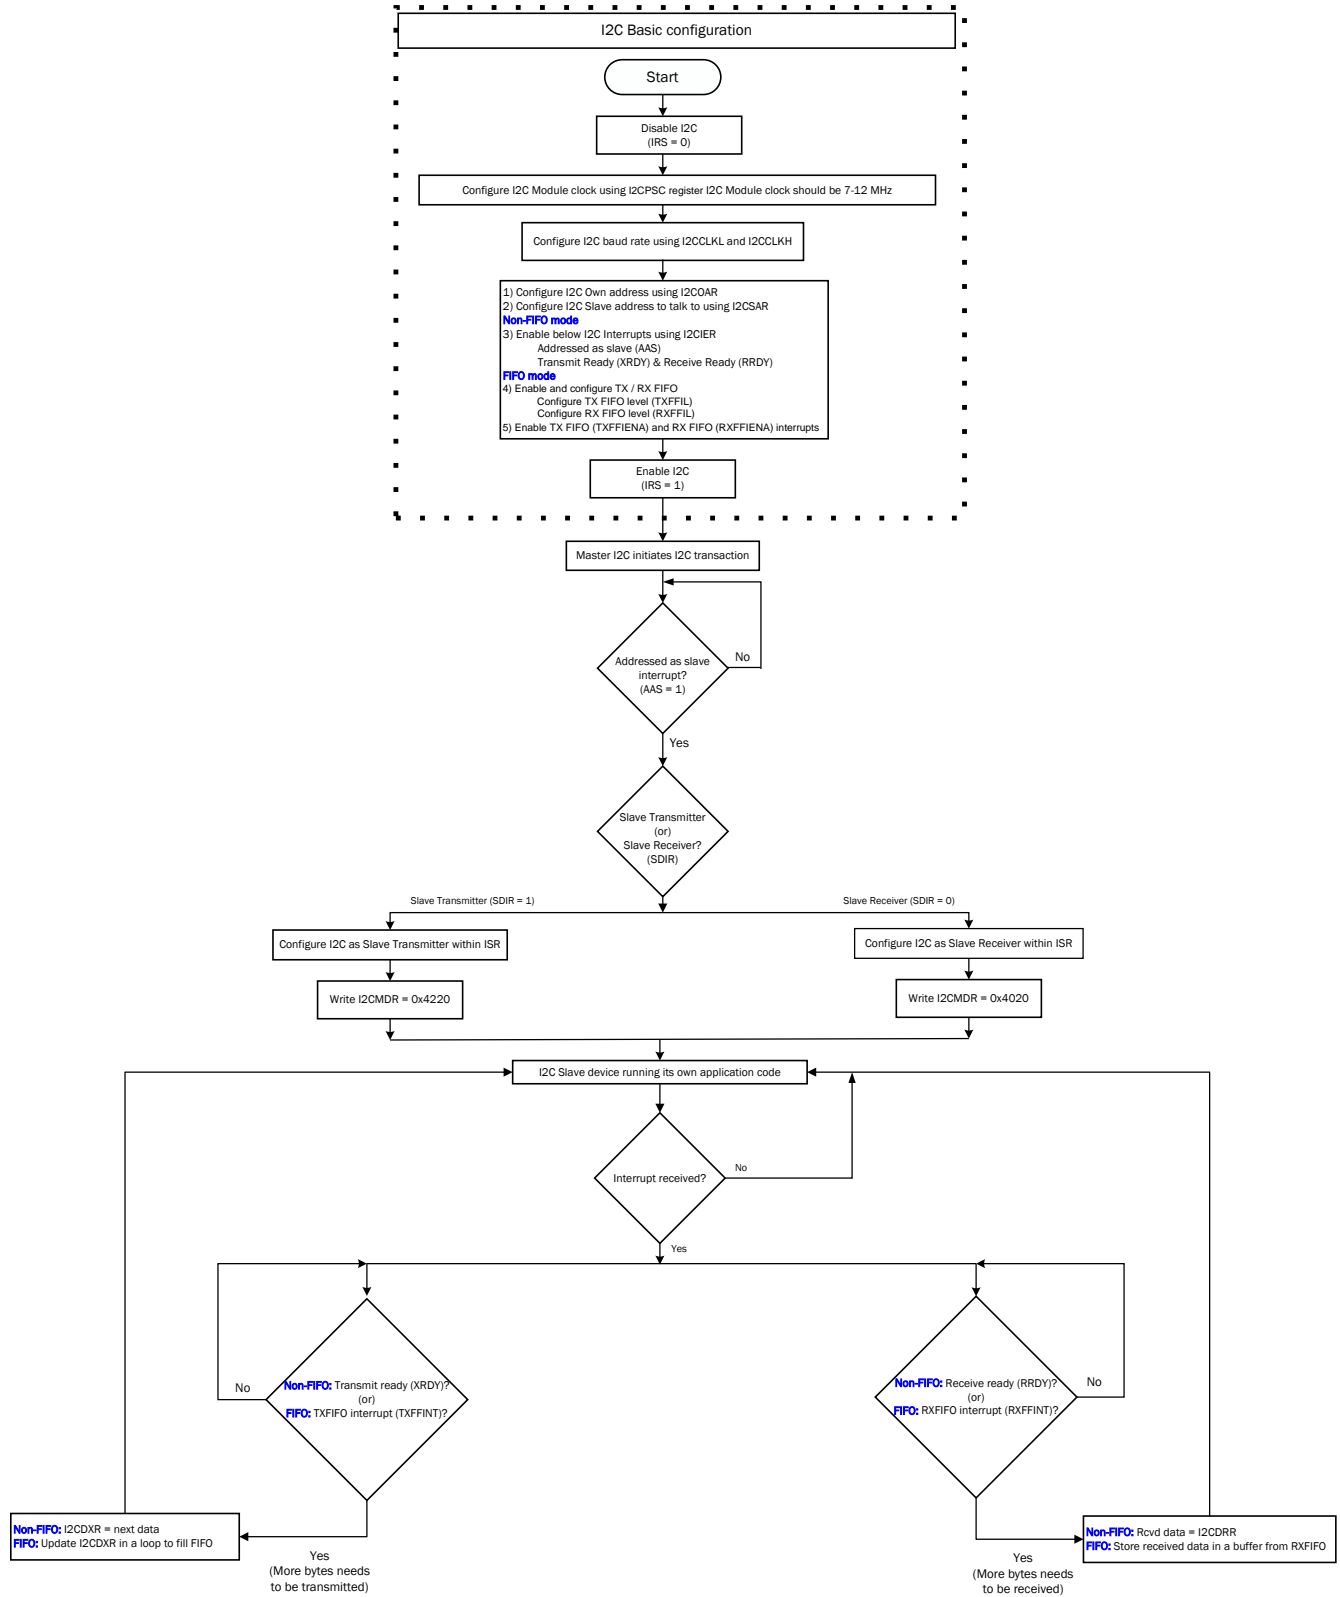 I2C Basic configuration
Start
Disable I2C
(IRS = 0)
Configure I2C Module clock using I2CPSC register I2C Module clock should be 7-12 MHz
Configure I2C baud rate using I2CCLKL and I2CCLKH
1) Configure I2C Own address using I2COAR
2) Configure I2C Slave address to talk to using I2CSAR
Non-FIFO mode
3) Enable below I2C Interrupts using I2CIER
Addressed as slave (AAS)
Transmit Ready (XRDY) & Receive Ready (RRDY)
FIFO mode
4) Enable and configure TX / RX FIFO
Configure TX FIFO level (TXFFIL)
Configure RX FIFO level (RXFFIL)
5) Enable TX FIFO (TXFFIENA) and RX FIFO (RXFFIENA) interrupts
Enable I2C
(IRS = 1)
Master I2C initiates I2C transaction
Addressed as slave
interrupt?
(AAS = 1)
No
Yes
Slave Transmitter
(or)
Slave Receiver?
(SDIR)
Slave Transmitter (SDIR = 1)
Slave Receiver (SDIR = 0)
Configure I2C as Slave Transmitter within ISR
Configure I2C as Slave Receiver within ISR
Write I2CMDR = 0x4220
Write I2CMDR = 0x4020
I2C Slave device running its own application code
Interrupt received?
No
Yes
Non-FIFO: Transmit ready (XRDY)?
(or)
FIFO: TXFIFO interrupt (TXFFINT)?
No
Non-FIFO: Receive ready (RRDY)?
(or)
FIFO: RXFIFO interrupt (RXFFINT)?
No
Non-FIFO: I2CDXR = next data
FIFO: Update I2CDXR in a loop to fill FIFO
Yes
(More bytes needs
to be transmitted)
Non-FIFO: Rcvd data = I2CDRR
FIFO: Store received data in a buffer from RXFIFO
Yes
(More bytes needs
to be received)